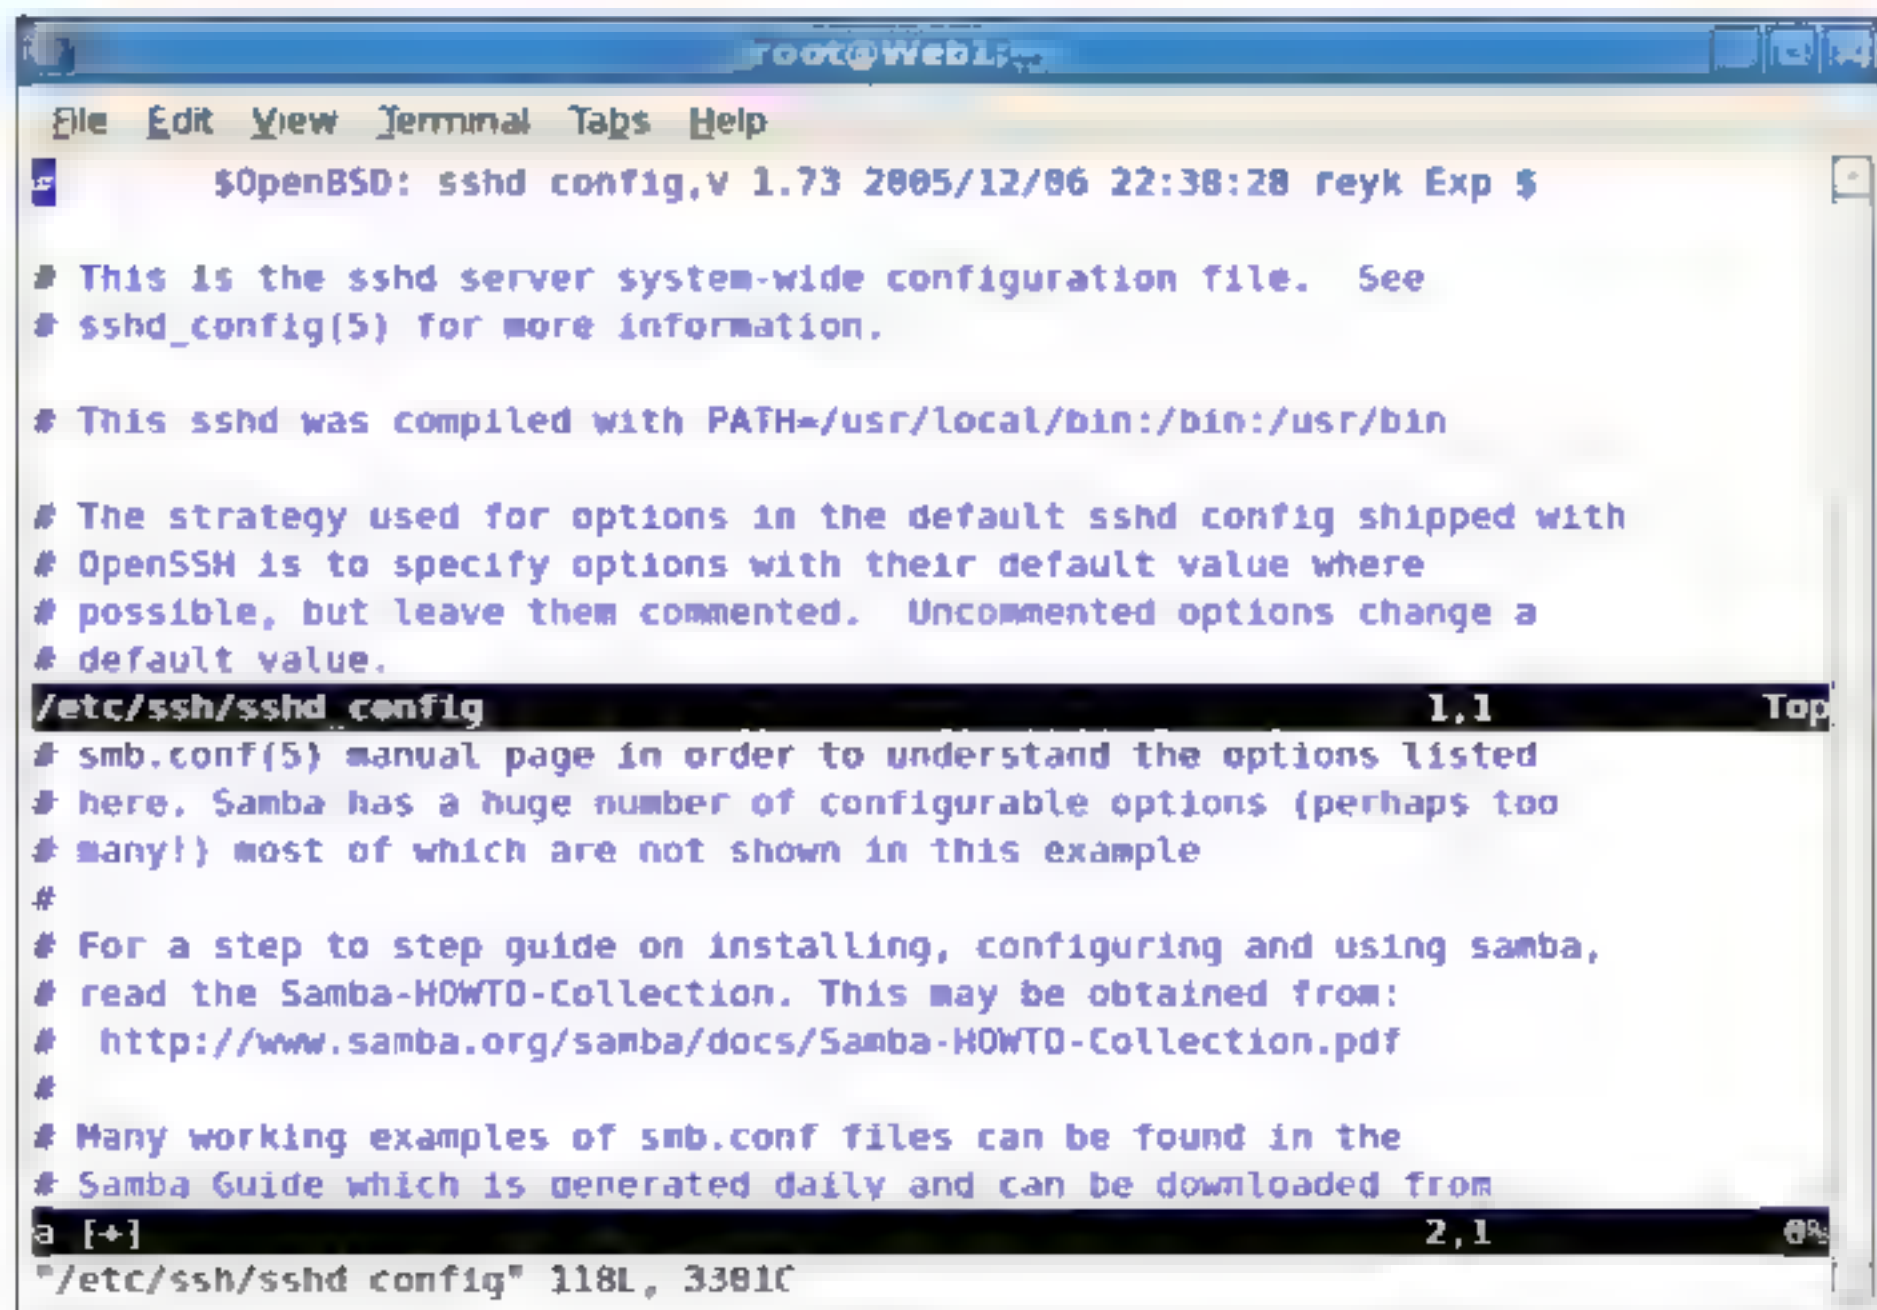 root@Web1:~
File Edit View Terminal Tabs Help
# $OpenBSD: sshd_config,v 1.73 2005/12/06 22:38:28 reyk Exp $
# This is the sshd server system-wide configuration file.  See
# sshd_config(5) for more information.
# This sshd was compiled with PATH=/usr/local/bin:/bin:/usr/bin
# The strategy used for options in the default sshd_config shipped with
# OpenSSH is to specify options with their default value where
# possible, but leave them commented.  Uncommented options change a
# default value.
/etc/ssh/sshd_config 1,1 Top
# smb.conf(5) manual page in order to understand the options listed
# here. Samba has a huge number of configurable options (perhaps too
# many!) most of which are not shown in this example
#
# For a step to step guide on installing, configuring and using samba,
# read the Samba-HOWTO-Collection. This may be obtained from:
#  http://www.samba.org/samba/docs/Samba-HOWTO-Collection.pdf
#
# Many working examples of smb.conf files can be found in the
# Samba Guide which is generated daily and can be downloaded from
a [+] 2,1 0%
"/etc/ssh/sshd_config" 118L, 3301C